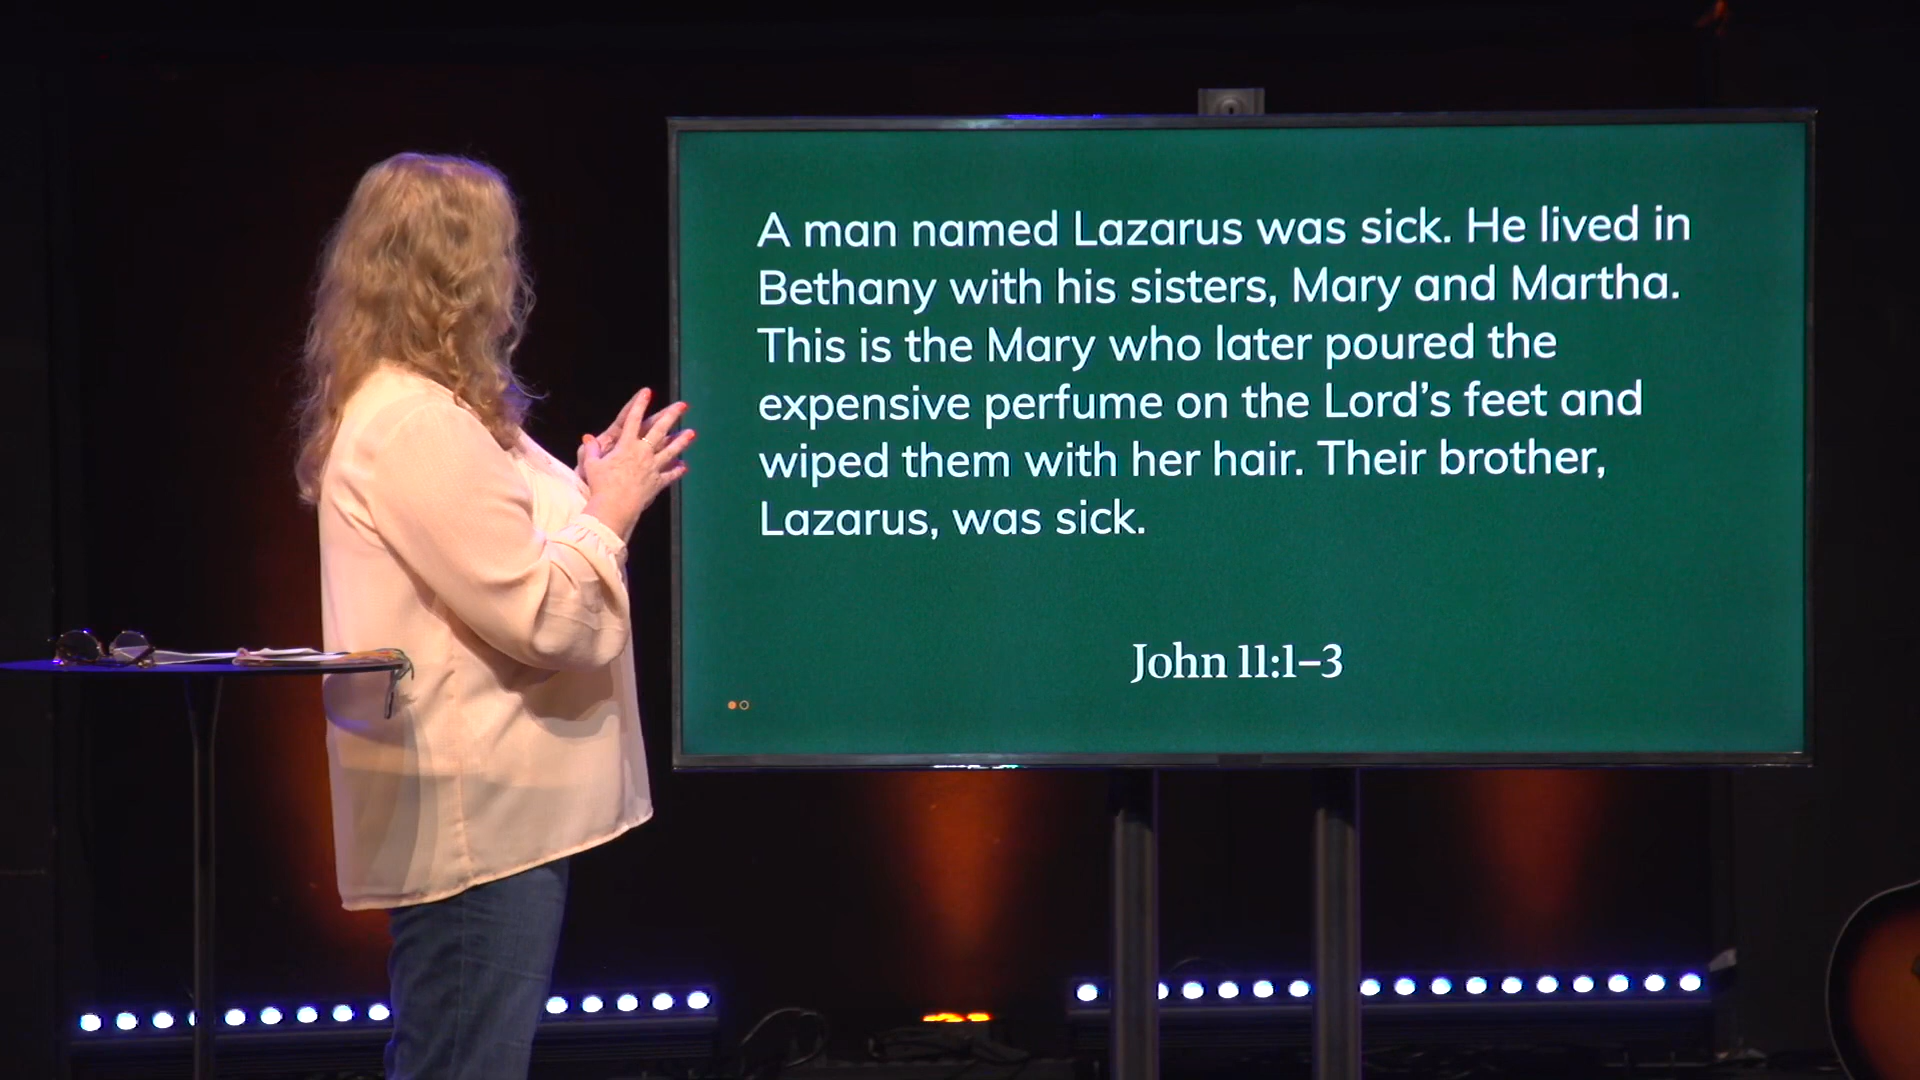 A man named Lazarus was sick. He lived in
Bethany with his sisters, Mary and Martha.
This is the Mary who later poured the
expensive perfume on the Lord’s feet and
wiped them with her hair. Their brother,
Lazarus, was sick.
John 11:1–3